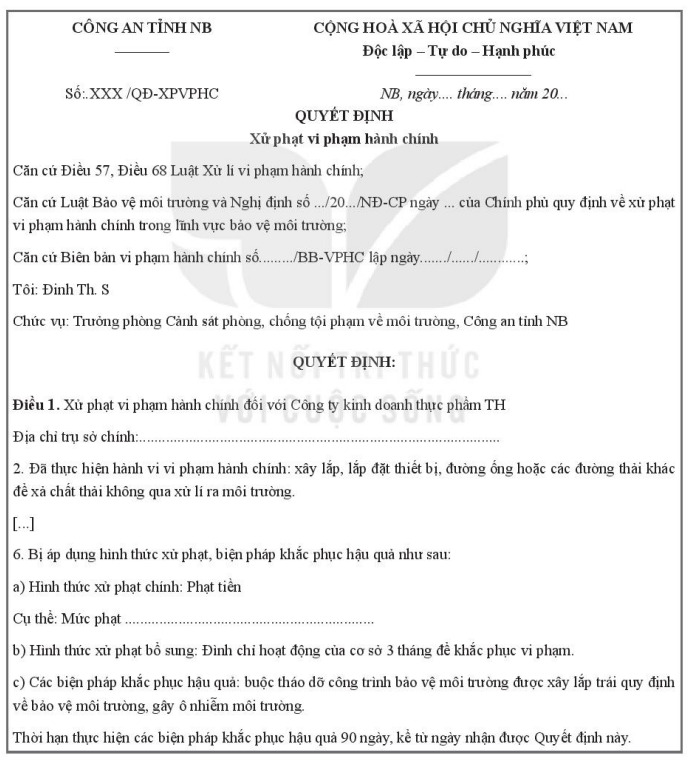 CÔNG AN TỈNH NB
CỘNG HOÀ XÃ HỘI CHỦ NGHĨA VIỆT NAM
Độc lập – Tự do – Hạnh phúc
Số:.XXX /QĐ-XPVPHC
NB, ngày.... tháng.... năm 20...
QUYẾT ĐỊNH
Xử phạt vi phạm hành chính
Căn cứ Điều 57, Điều 68 Luật Xử lí vi phạm hành chính;
Căn cứ Luật Bảo vệ môi trường và Nghị định số .../20.../NĐ-CP ngày ... của Chính phủ quy định về xử phạt
vi phạm hành chính trong lĩnh vực bảo vệ môi trường;
Căn cứ Biên bản vi phạm hành chính số........./BB-VPHC lập ngày......./....../............;
Tôi: Đinh Th. S
Chức vụ: Trưởng phòng Cảnh sát phòng, chống tội phạm về môi trường, Công an tỉnh NB
KẾT NỐI TRI THỨC
QUYẾT ĐỊNH:
VỚI CUỘC SỐNG
Điều 1. Xử phạt vi phạm hành chính đối với Công ty kinh doanh thực phẩm TH
Địa chỉ trụ sở chính:............................................................................................
2. Đã thực hiện hành vi vi phạm hành chính: xây lắp, lắp đặt thiết bị, đường ống hoặc các đường thải khác
để xả chất thải không qua xử lí ra môi trường.
[...]
6. Bị áp dụng hình thức xử phạt, biện pháp khắc phục hậu quả như sau:
a) Hình thức xử phạt chính: Phạt tiền
Cụ thể: Mức phạt ................................................................
b) Hình thức xử phạt bổ sung: Đình chỉ hoạt động của cơ sở 3 tháng để khắc phục vi phạm.
c) Các biện pháp khắc phục hậu quả: buộc tháo dỡ công trình bảo vệ môi trường được xây lắp trái quy định
về bảo vệ môi trường, gây ô nhiễm môi trường.
Thời hạn thực hiện các biện pháp khắc phục hậu quả 90 ngày, kể từ ngày nhận được Quyết định này.